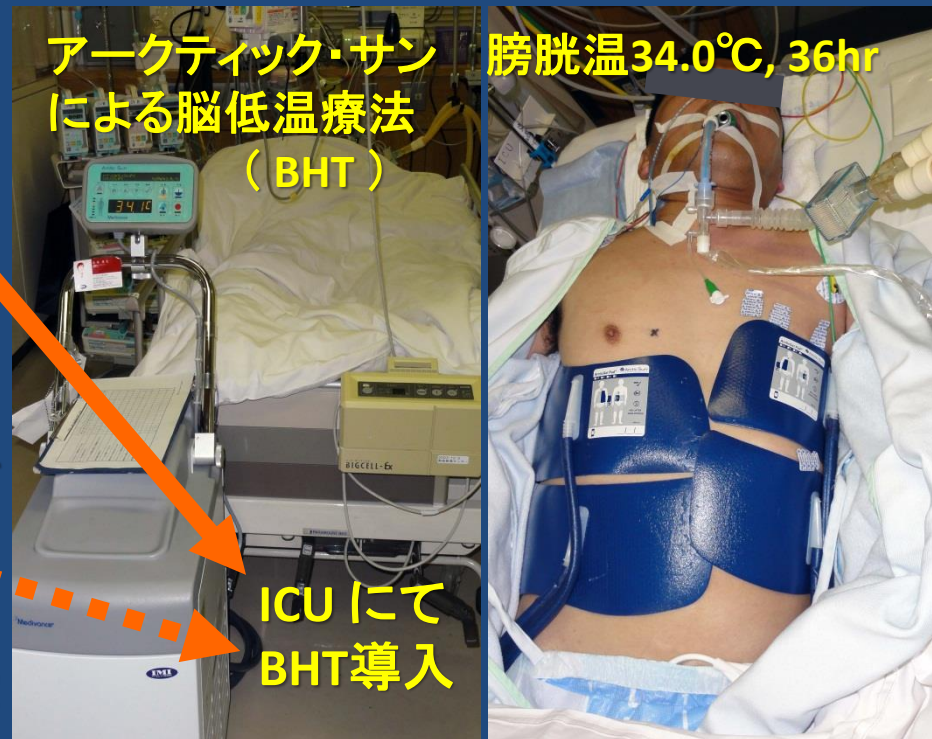 アークティック・サン
による脳低温療法
( BHT )
膀胱温34.0℃, 36hr
34.1C
BIGCELL-Ex
Medivance
IMI
ICU にて
BHT導入